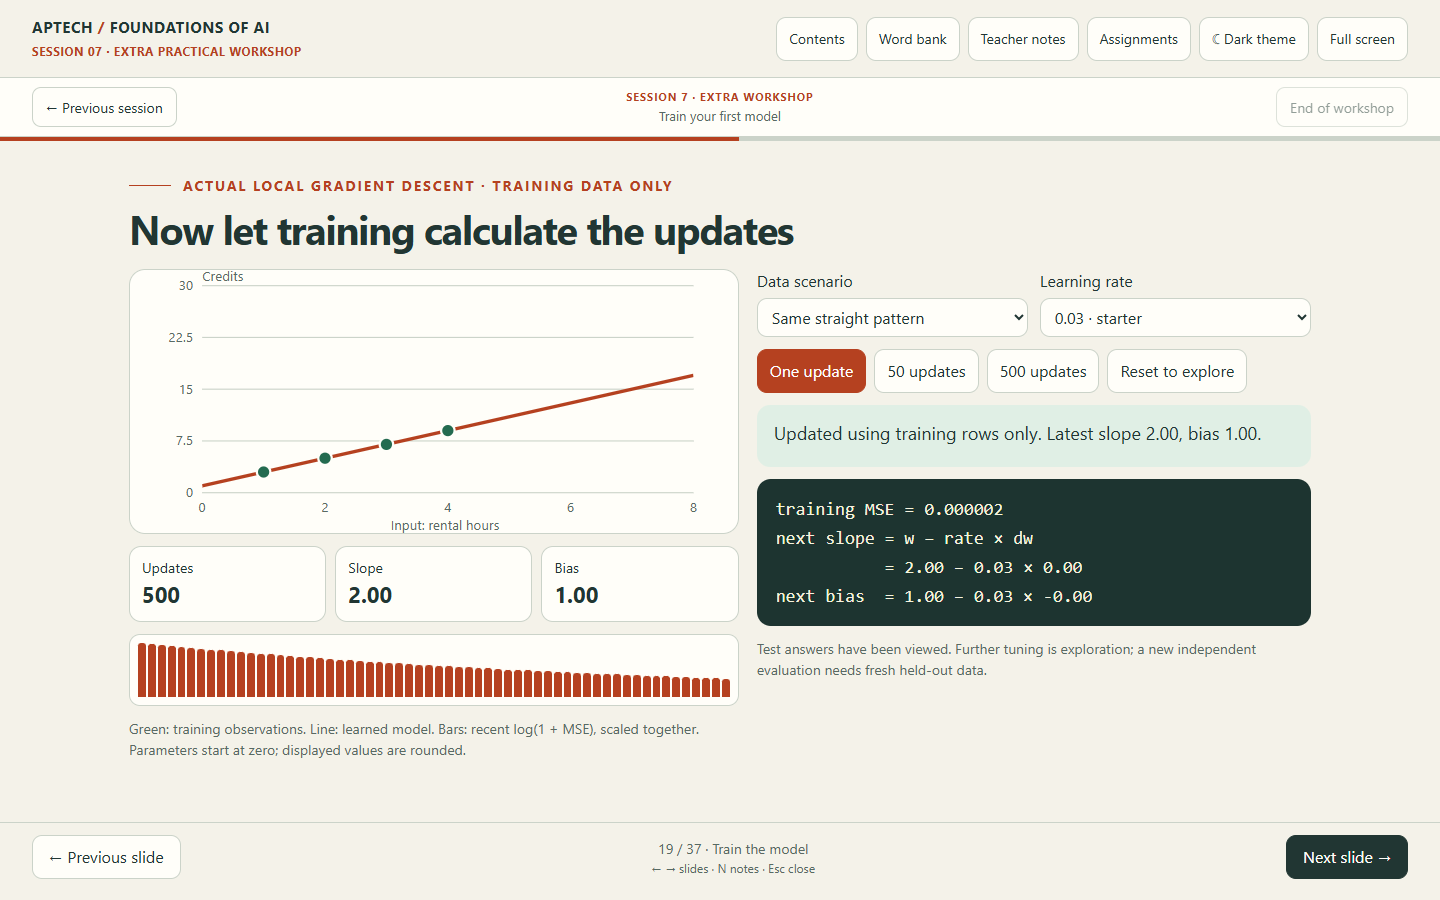 APTECH / FOUNDATIONS OF AI
SESSION 07 · EXTRA PRACTICAL WORKSHOP
Contents
Word bank
Teacher notes
Assignments
☾ Dark theme
Full screen
← Previous session
SESSION 7 · EXTRA WORKSHOP
Train your first model
End of workshop
ACTUAL LOCAL GRADIENT DESCENT · TRAINING DATA ONLY
Now let training calculate the updates
Credits
30
22.5
15
7.5
0
0 2 4 6 8
Input: rental hours
Updates
500
Slope
2.00
Bias
1.00
Green: training observations. Line: learned model. Bars: recent log(1 + MSE), scaled together.
Parameters start at zero; displayed values are rounded.
Data scenario
Same straight pattern
Learning rate
0.03 · starter
One update
50 updates
500 updates
Reset to explore
Updated using training rows only. Latest slope 2.00, bias 1.00.
training MSE = 0.000002
next slope = w − rate × dw
= 2.00 − 0.03 × 0.00
next bias = 1.00 − 0.03 × -0.00
Test answers have been viewed. Further tuning is exploration; a new independent
evaluation needs fresh held-out data.
← Previous slide
19 / 37 · Train the model
← → slides · N notes · Esc close
Next slide →